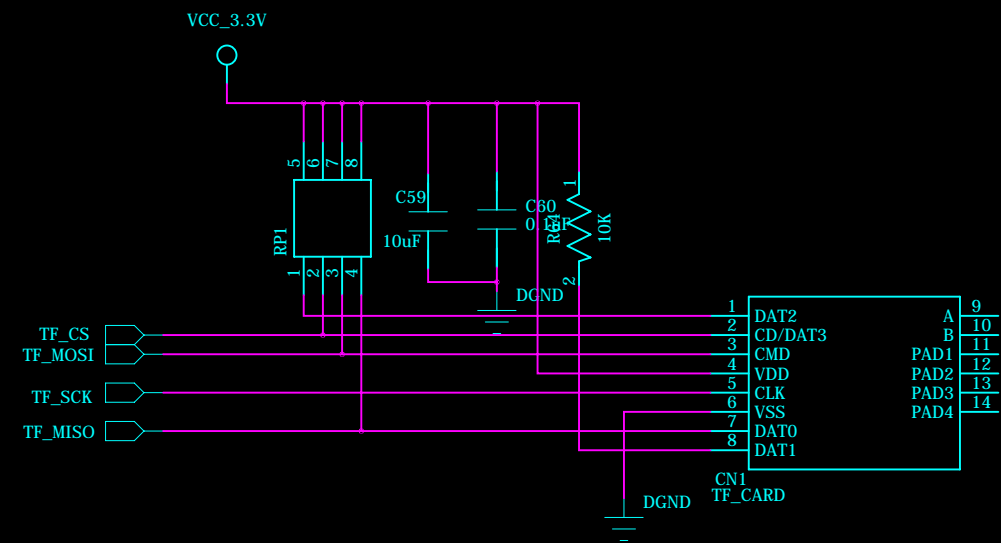 VCC_3.3V
5
6
7
8
RP1
1
2
3
4
C59
10uF
C60
0.1uF
1
10K
2
DGND
TF_CS
TF_MOSI
TF_SCK
TF_MISO
1 DAT2
2 CD/DAT3
3 CMD
4 VDD
5 CLK
6 VSS
7 DAT0
8 DAT1
A 9
B 10
PAD1 11
PAD2 12
PAD3 13
PAD4 14
CN1
TF_CARD
DGND